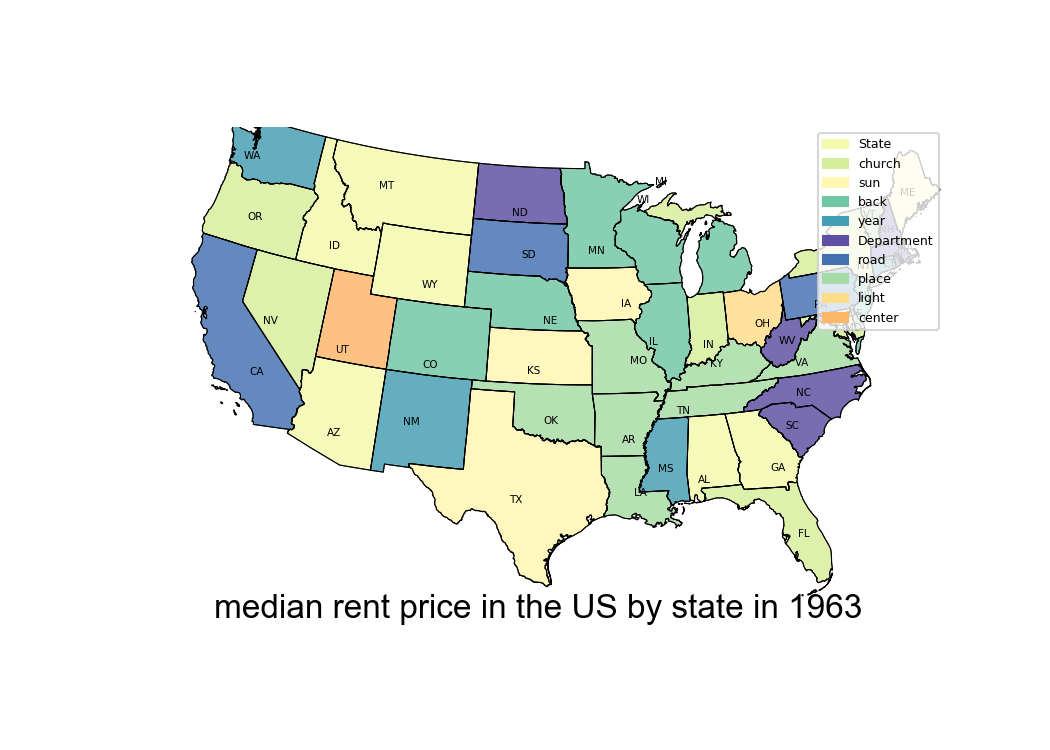 WA
MT
ND
MN
WI
MI
OR
ID
WY
SD
IA
NE
NV
UT
CO
KS
MO
IL
IN
OH
KY
WV
VA
CA
AZ
NM
OK
TX
AR
TN
NC
SC
MS
AL
GA
LA
FL
ME
NH
State
church
sun
back
year
Department
road
place
light
center
median rent price in the US by state in 1963